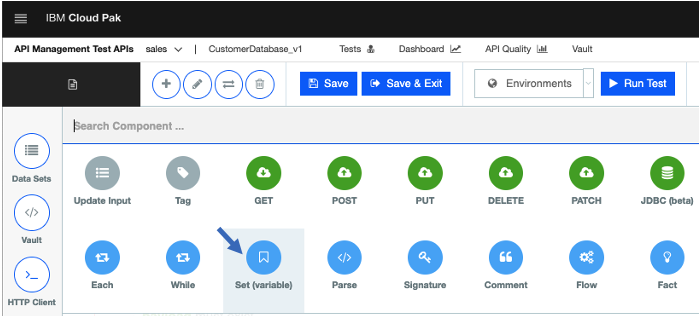 IBM Cloud Pak
API Management Test APIs sales CustomerDatabase_v1 Tests Dashboard API Quality Vault
Save Save & Exit Environments Run Test
Search Component ...
Data Sets
Vault
HTTP Client
Update Input Tag GET POST PUT DELETE PATCH JDBC (beta)
Each While Set (variable) Parse Signature Comment Flow Fact